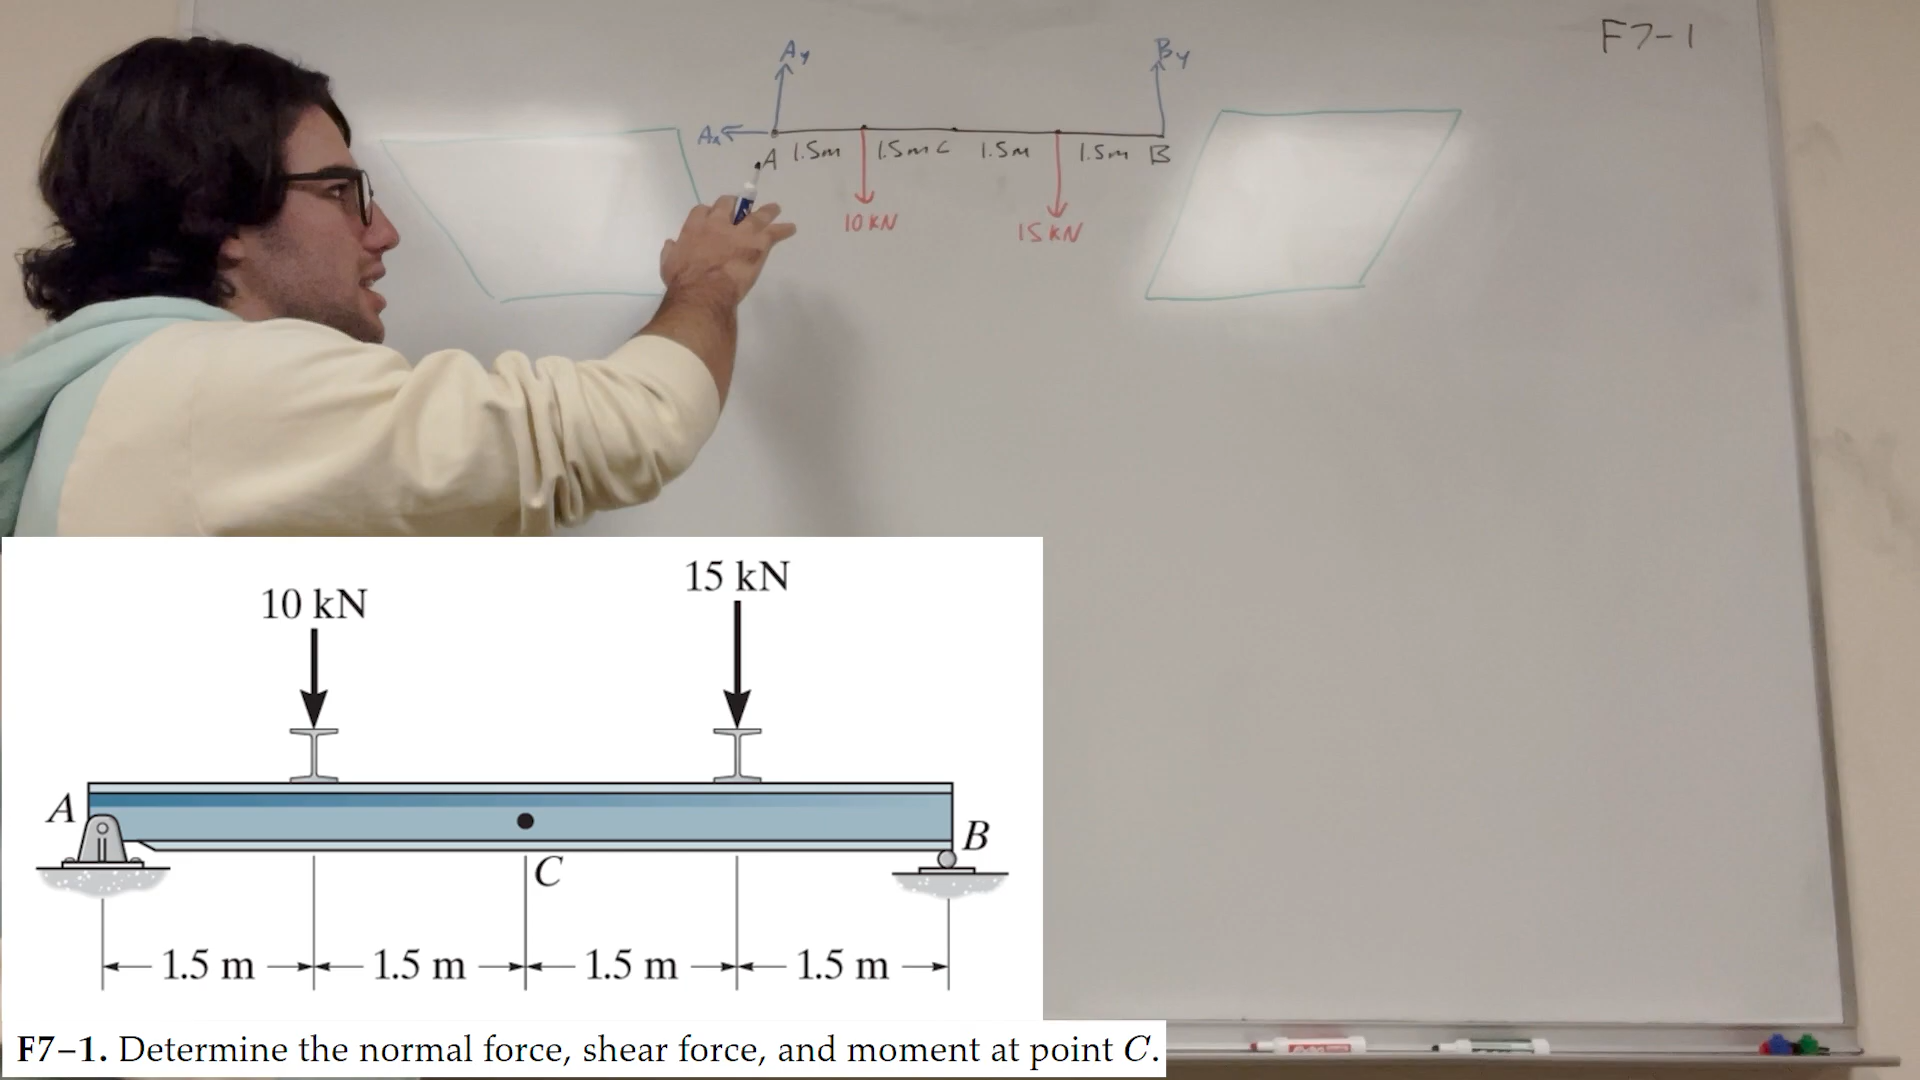 F7-1
Ay
By
Ax
A 1.5m 1.5m C 1.5m 1.5m B
10 KN
15 KN
15 kN
10 kN
A
B
C
1.5 m 1.5 m 1.5 m 1.5 m
F7–1. Determine the normal force, shear force, and moment at point C.